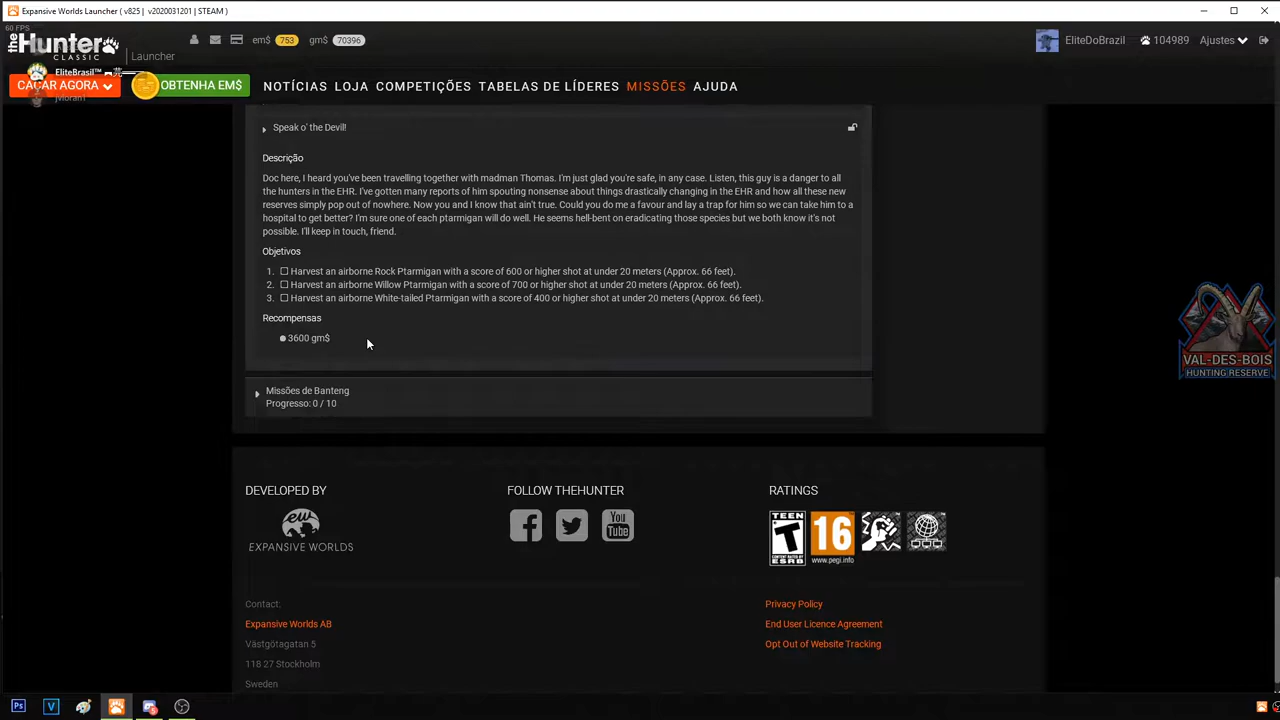 Expansive Worlds Launcher ( v825 | v2020031201 | STEAM )
60 FPS
theHunter
CLASSIC
Launcher
em$ 753 gm$ 70396
EliteDoBrazil 104989 Ajustes
EliteBrasil™
CAÇAR AGORA
OBTENHA EM$
NOTÍCIAS LOJA COMPETIÇÕES TABELAS DE LÍDERES MISSÕES AJUDA
Speak o' the Devil!
Descrição
Doc here, I heard you've been travelling together with madman Thomas. I'm just glad you're safe, in any case. Listen, this guy is a danger to all
the hunters in the EHR. I've gotten many reports of him spouting nonsense about things drastically changing in the EHR and how all these new
reserves simply pop out of nowhere. Now you and I know that ain't true. Could you do me a favour and lay a trap for him so we can take him to a
hospital to get better? I'm sure one of each ptarmigan will do well. He seems hell-bent on eradicating those species but we both know it's not
possible. I'll keep in touch, friend.
Objetivos
1. Harvest an airborne Rock Ptarmigan with a score of 600 or higher shot at under 20 meters (Approx. 66 feet).
2. Harvest an airborne Willow Ptarmigan with a score of 700 or higher shot at under 20 meters (Approx. 66 feet).
3. Harvest an airborne White-tailed Ptarmigan with a score of 400 or higher shot at under 20 meters (Approx. 66 feet).
Recompensas
3600 gm$
Missões de Banteng
Progresso: 0 / 10
VAL-DES-BOIS
HUNTING RESERVE
DEVELOPED BY
FOLLOW THEHUNTER
RATINGS
ew
EXPANSIVE WORLDS
You
Tube
TEEN
T
ESRB
16
www.pegi.info
Contact:
Expansive Worlds AB
Västgötagatan 5
118 27 Stockholm
Sweden
Privacy Policy
End User Licence Agreement
Opt Out of Website Tracking
Ps
V